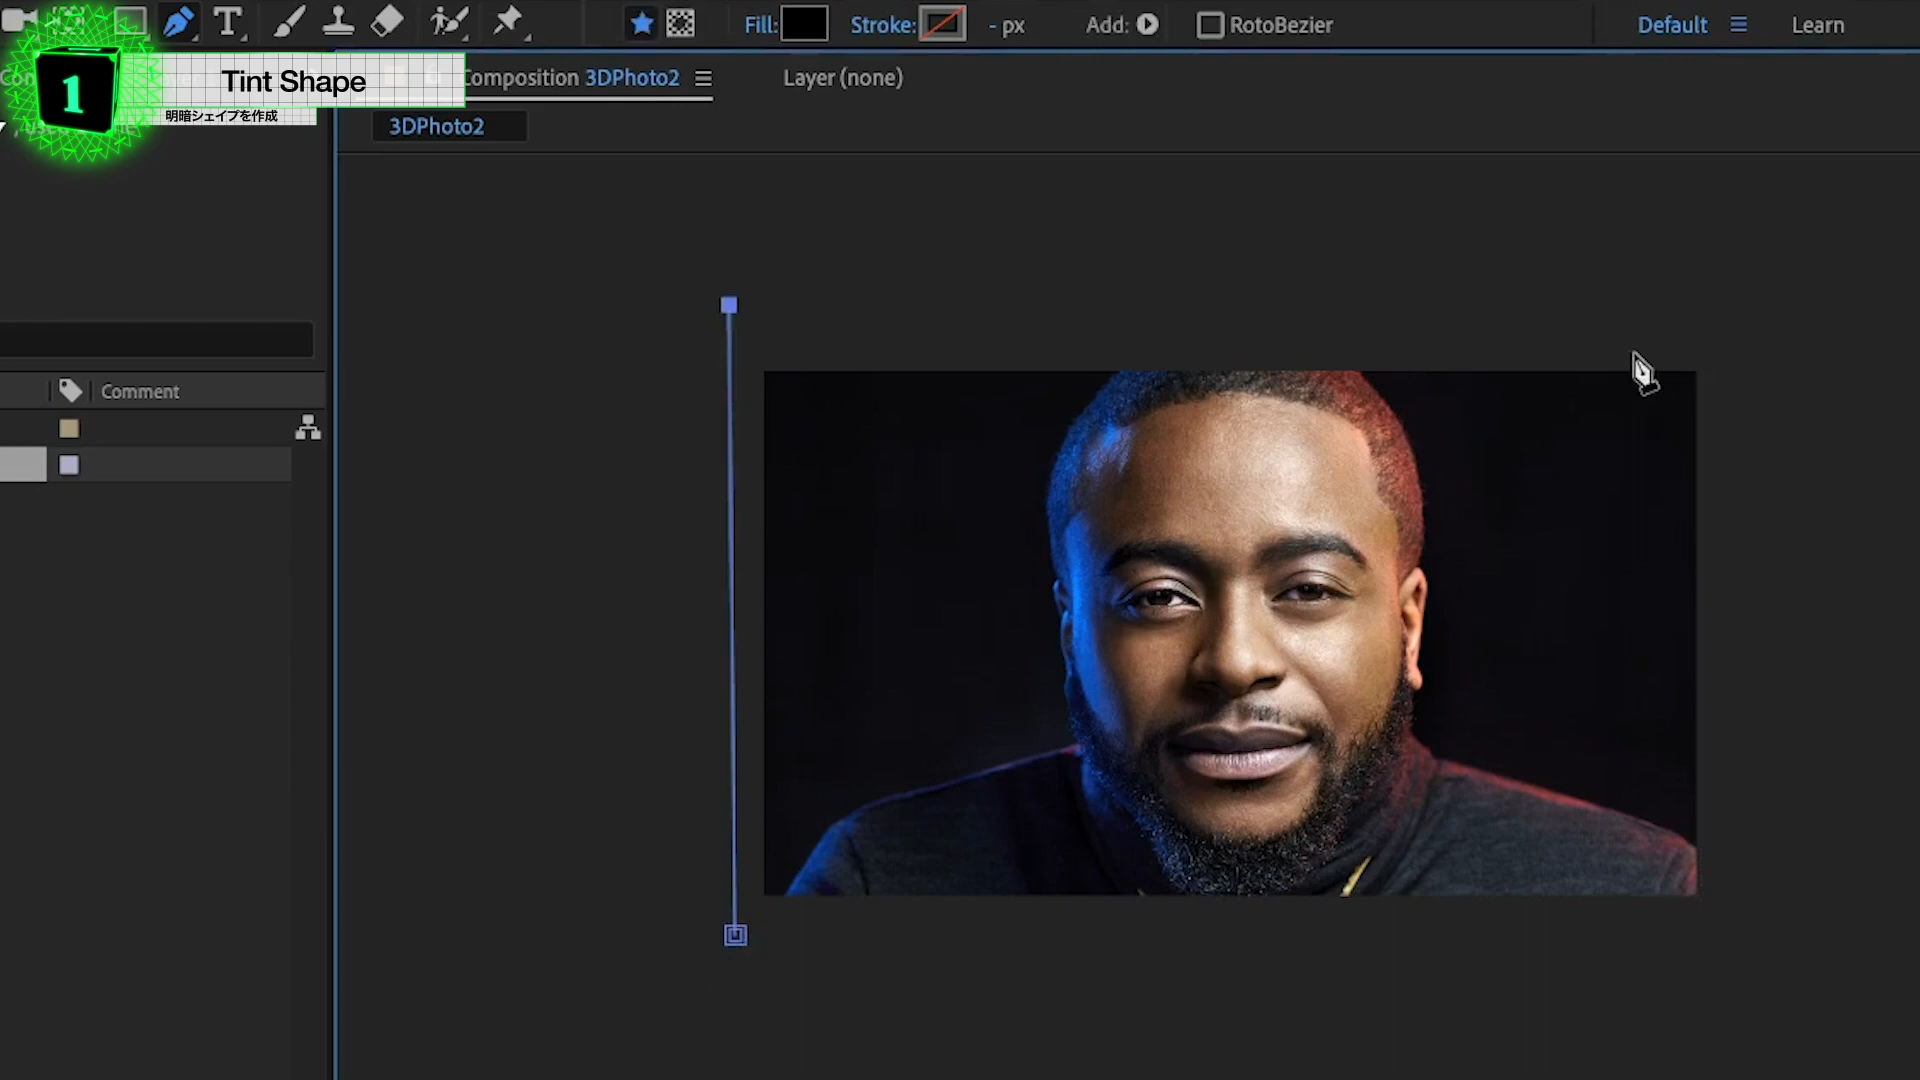 Fill:
Stroke:
- px
Add:
RotoBezier
Default
Learn
1
Tint Shape
明暗シェイプを作成
Composition 3DPhoto2
Layer (none)
3DPhoto2
Comment